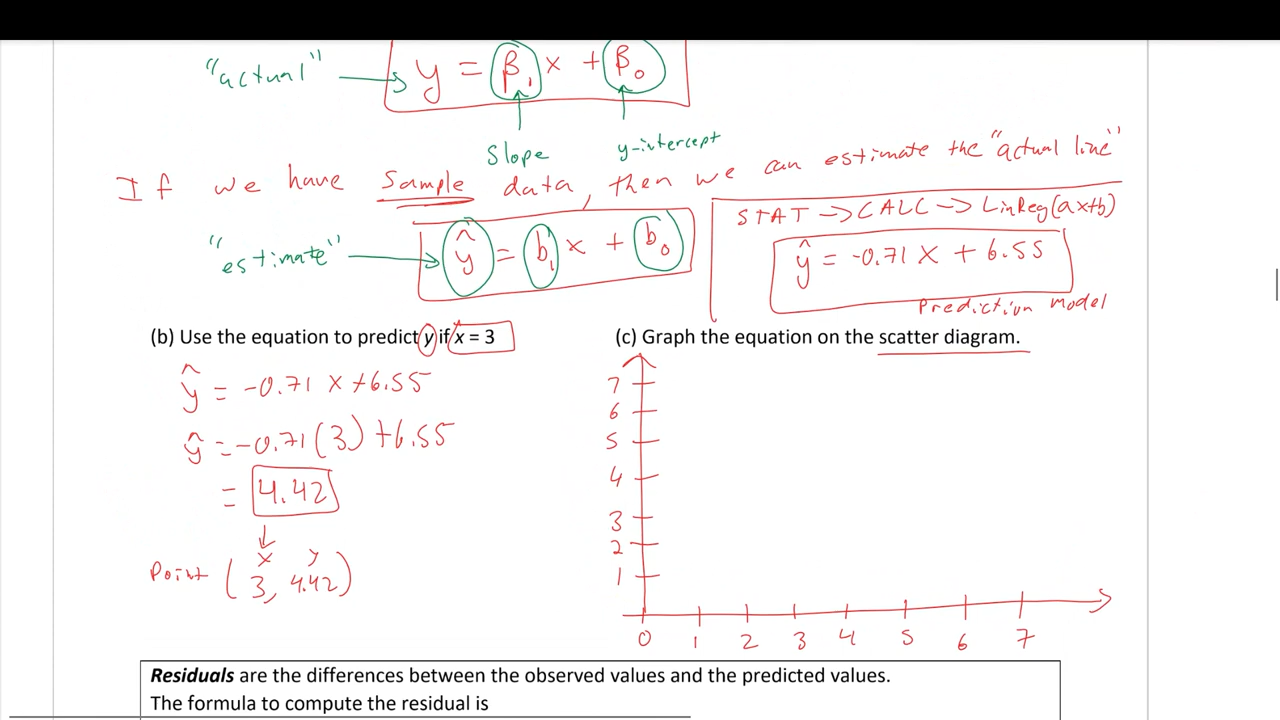 "actual" → y = β₁ x + β₀
Slope y-intercept
If we have Sample data, then we can estimate the "actual line"
"estimate" → ŷ = b₁ x + b₀
STAT → CALC → LinReg(ax+b)
ŷ = -0.71 x + 6.55
Prediction model
(b) Use the equation to predict y if x = 3
ŷ = -0.71 x + 6.55
ŷ = -0.71 (3) + 6.55
= 4.42
x y
Point (3, 4.42)
(c) Graph the equation on the scatter diagram.
7
6
5
4
3
2
1
0 1 2 3 4 5 6 7
Residuals are the differences between the observed values and the predicted values.
The formula to compute the residual is